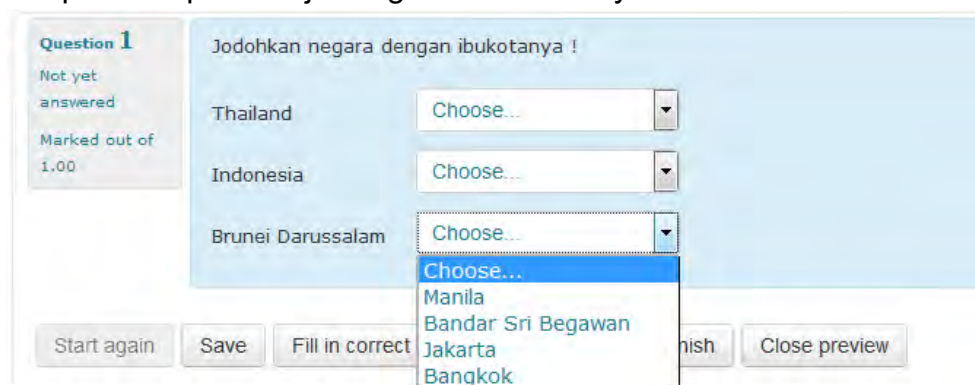 Question 1
Not yet
answered
Marked out of
1.00
Jodohkan negara dengan ibukotanya !
Thailand Choose...
Indonesia Choose...
Brunei Darussalam Choose...
Choose...
Manila
Bandar Sri Begawan
Jakarta
Bangkok
Start again Save Fill in correct nish Close preview